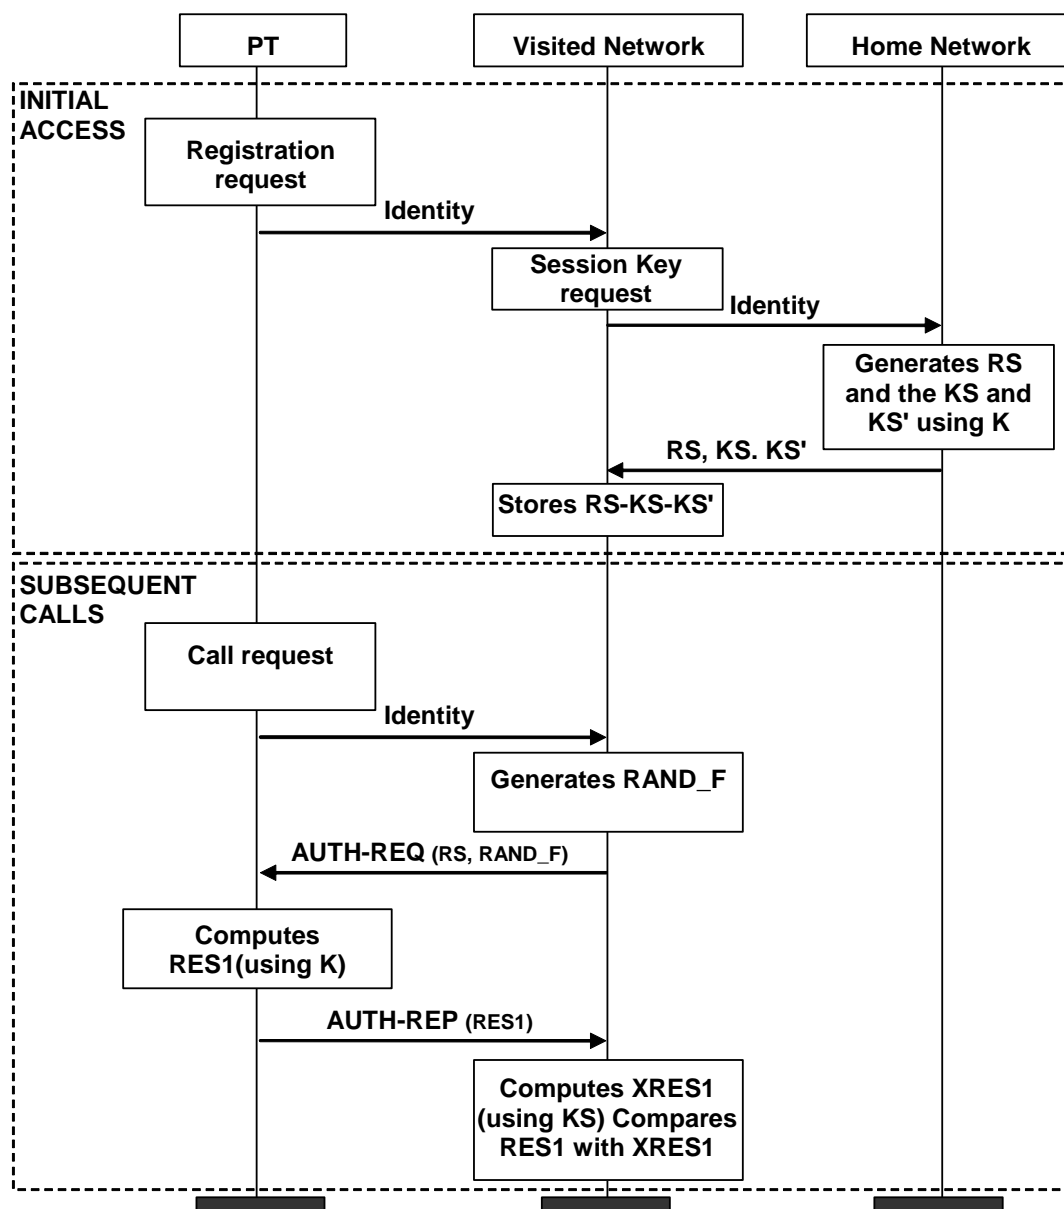 PT
Visited Network
Home Network
INITIAL
ACCESS
Registration
request
Identity
Session Key
request
Identity
Generates RS
and the KS and
KS' using K
RS, KS. KS'
Stores RS-KS-KS'
SUBSEQUENT
CALLS
Call request
Identity
Generates RAND_F
AUTH-REQ (RS, RAND_F)
Computes
RES1(using K)
AUTH-REP (RES1)
Computes XRES1
(using KS) Compares
RES1 with XRES1